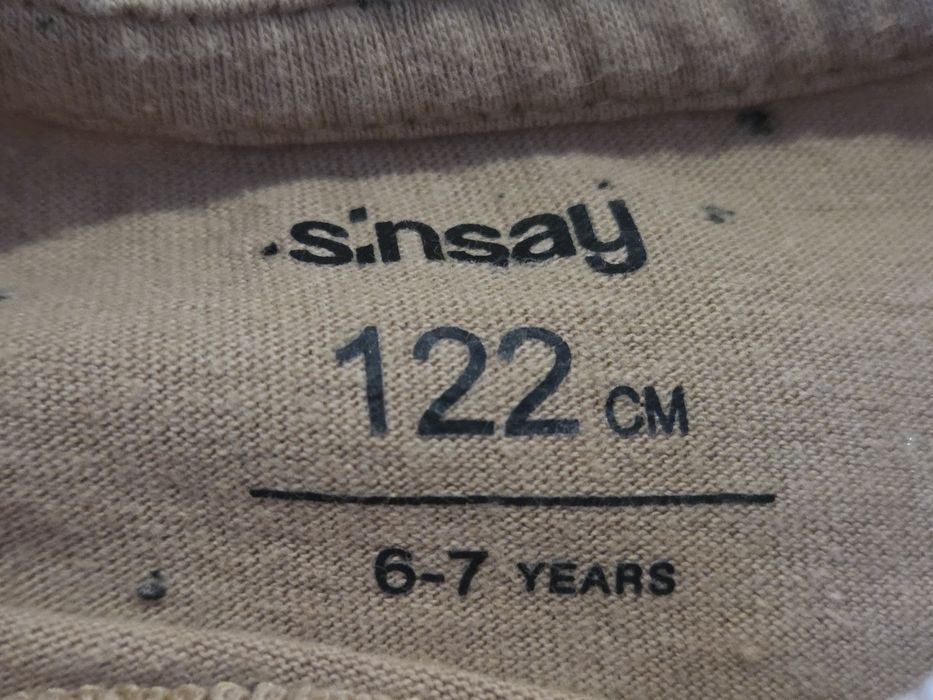 sinsay
122 CM
6-7 YEARS